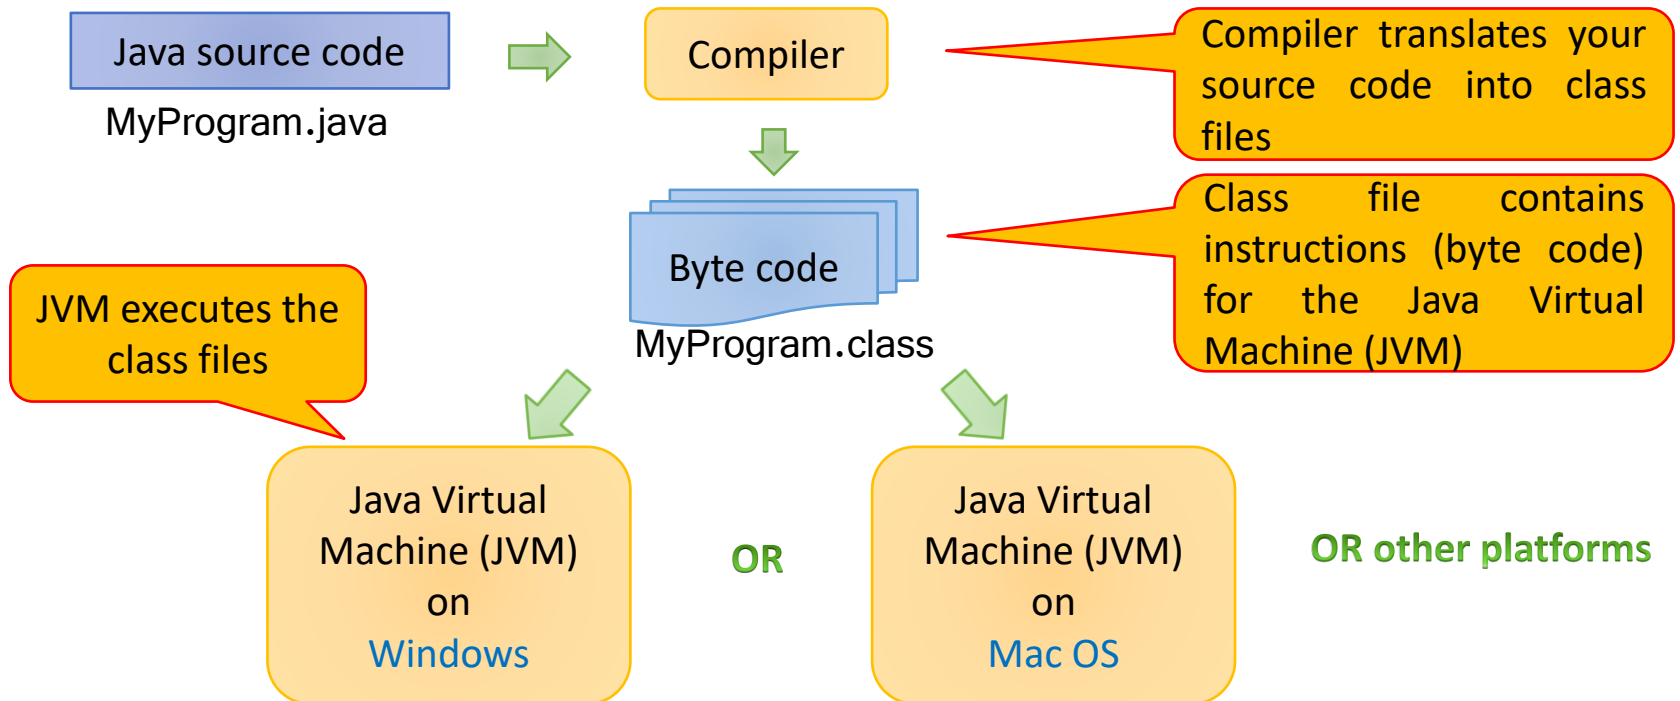 Java source code
MyProgram.java
Compiler
Compiler translates your
source code into class
files
Byte code
MyProgram.class
Class file contains
instructions (byte code)
for the Java Virtual
Machine (JVM)
JVM executes the
class files
Java Virtual
Machine (JVM)
on
Windows
OR
Java Virtual
Machine (JVM)
on
Mac OS
OR other platforms